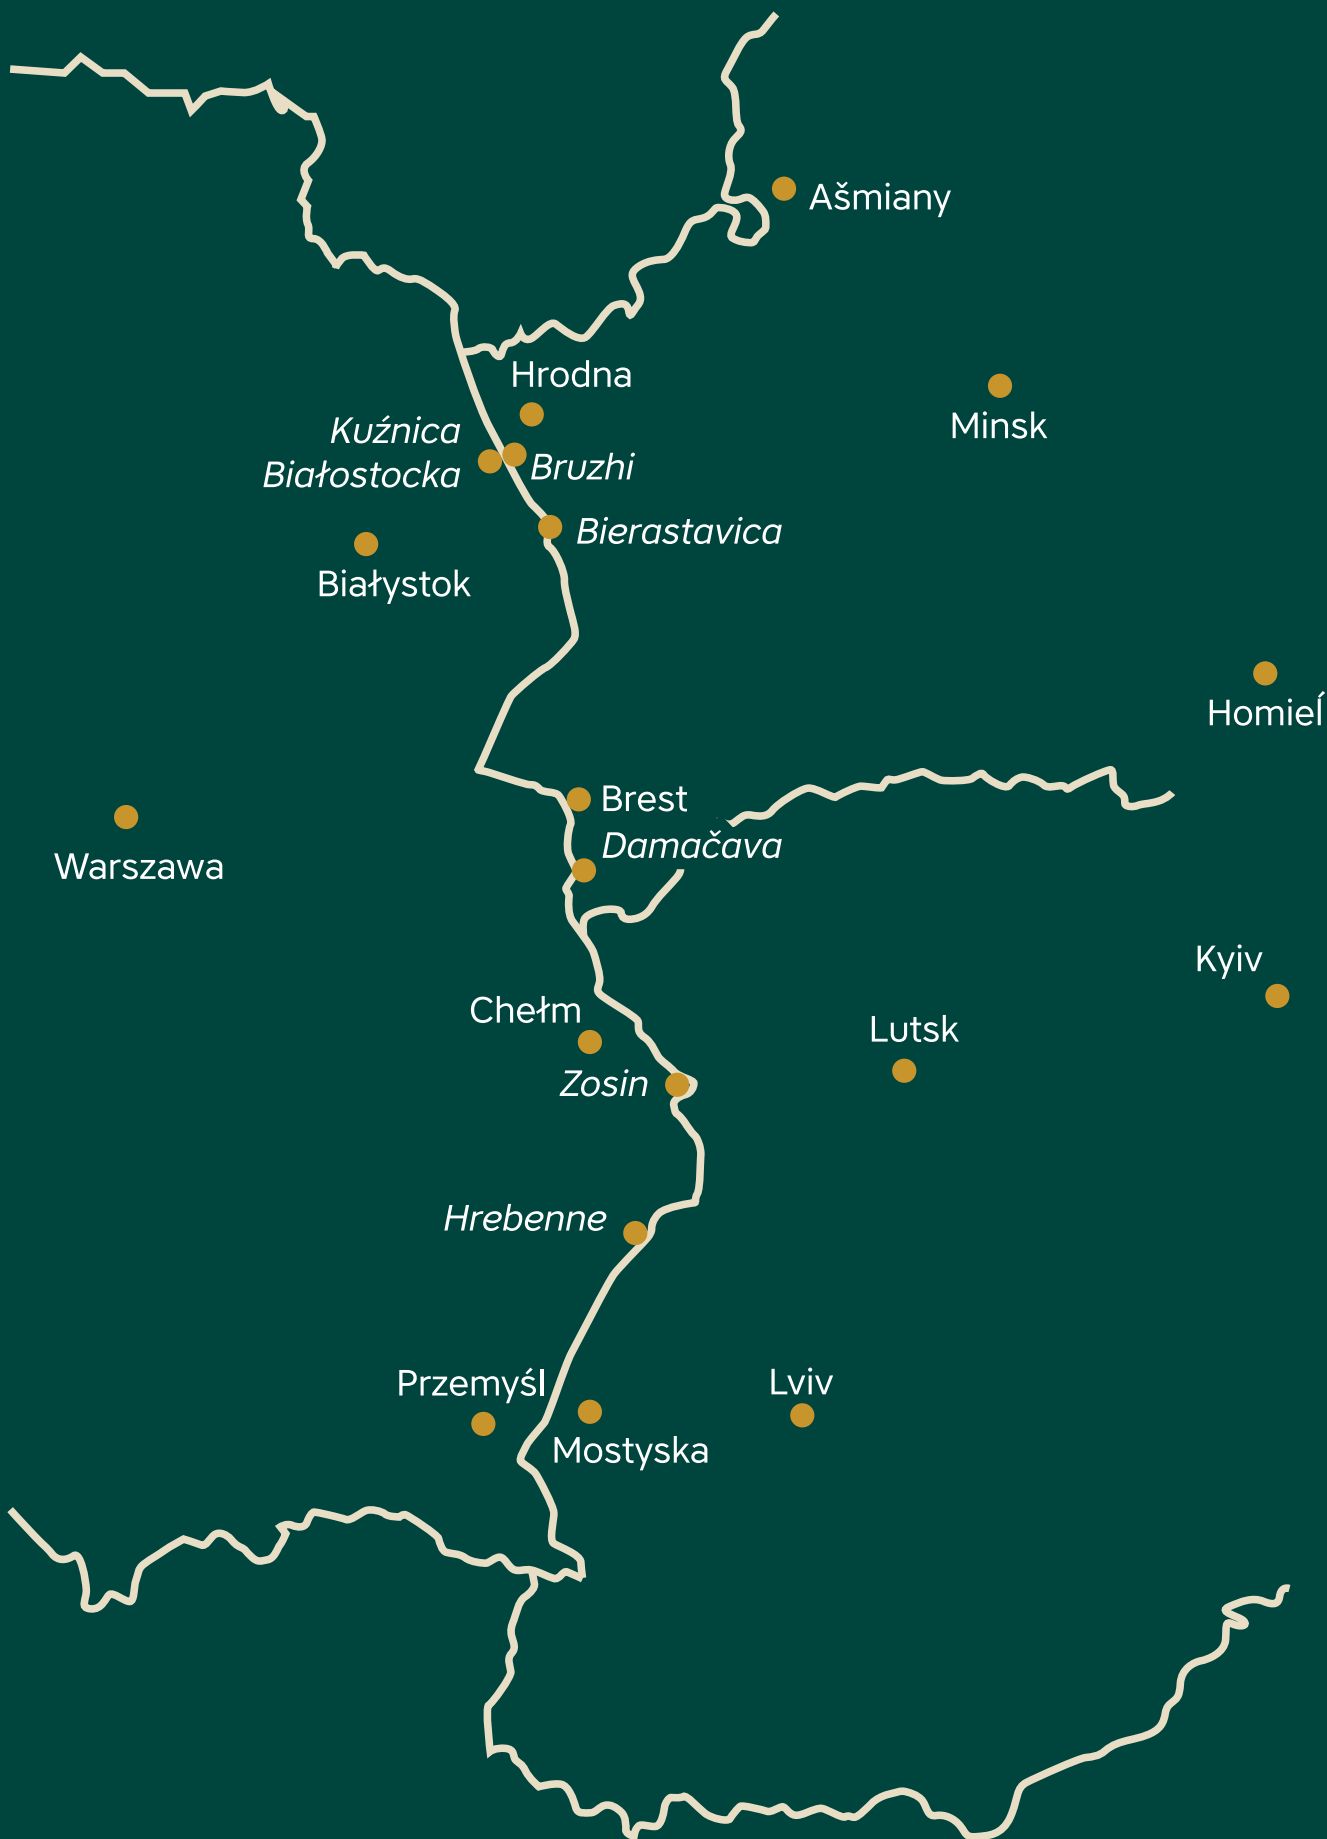 Ašmiany
Hrodna
Minsk
Kuźnica
Białostocka
Bruzhi
Bierastavica
Białystok
Homieĺ
Brest
Damačava
Warszawa
Kyiv
Chełm
Lutsk
Zosin
Hrebenne
Przemyśl
Lviv
Mostyska